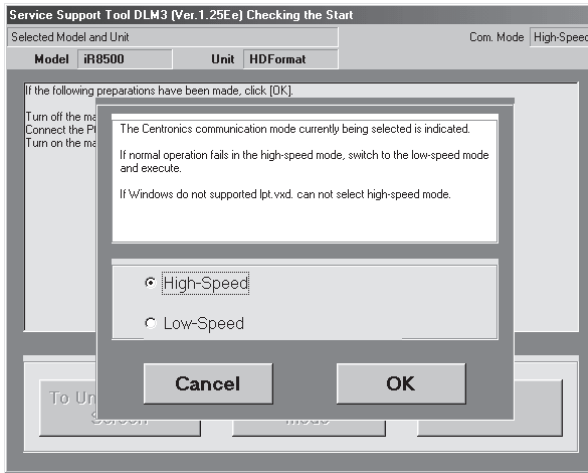 Service Support Tool DLM3 (Ver.1.25Ee) Checking the Start
Selected Model and Unit
Com. Mode High-Speed
Model iR8500 Unit HDFormat
If the following preparations have been made, click [OK].
Turn off the
Connect the
Turn on the
The Centronics communication mode currently being selected is indicated.
If normal operation fails in the high-speed mode, switch to the low-speed mode
and execute.
If Windows do not supported lpt.vxd. can not select high-speed mode.
High-Speed
Low-Speed
Cancel OK
To
Screen Mode